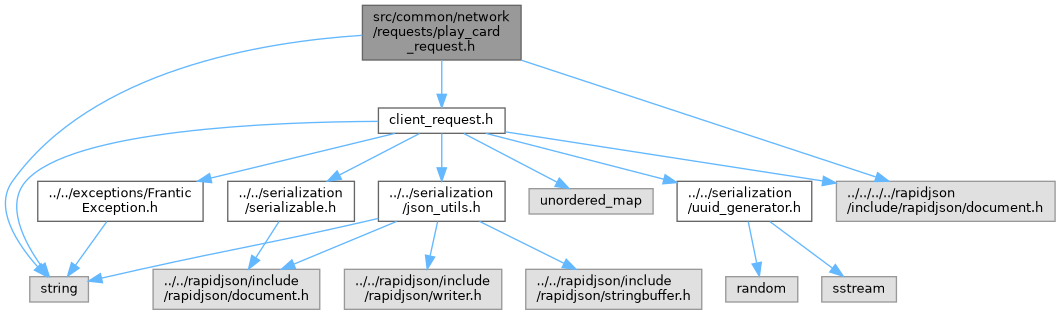 src/common/network
/requests/play_card
_request.h
client_request.h
../../exceptions/Frantic
Exception.h
../../serialization
/serializable.h
../../serialization
/json_utils.h
unordered_map
../../serialization
/uuid_generator.h
../../../../rapidjson
/include/rapidjson/document.h
string
../../rapidjson/include
/rapidjson/document.h
../../rapidjson/include
/rapidjson/writer.h
../../rapidjson/include
/rapidjson/stringbuffer.h
random
sstream